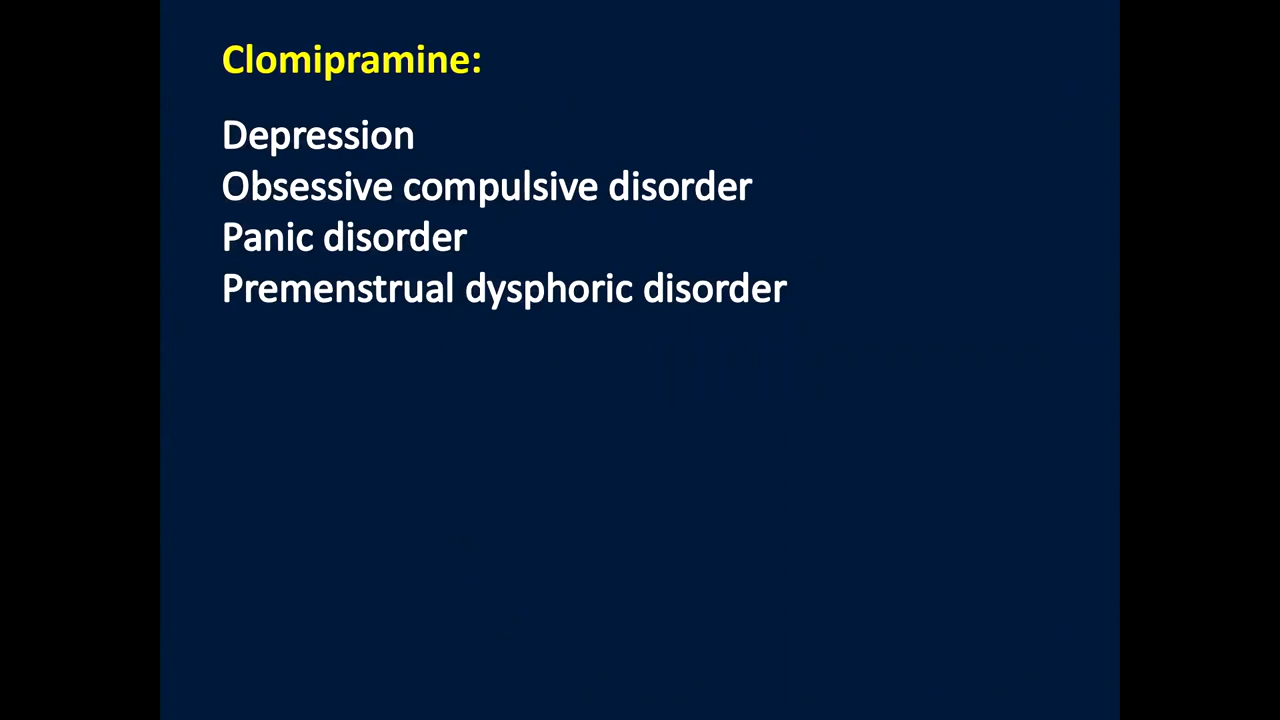 Clomipramine:
Depression
Obsessive compulsive disorder
Panic disorder
Premenstrual dysphoric disorder